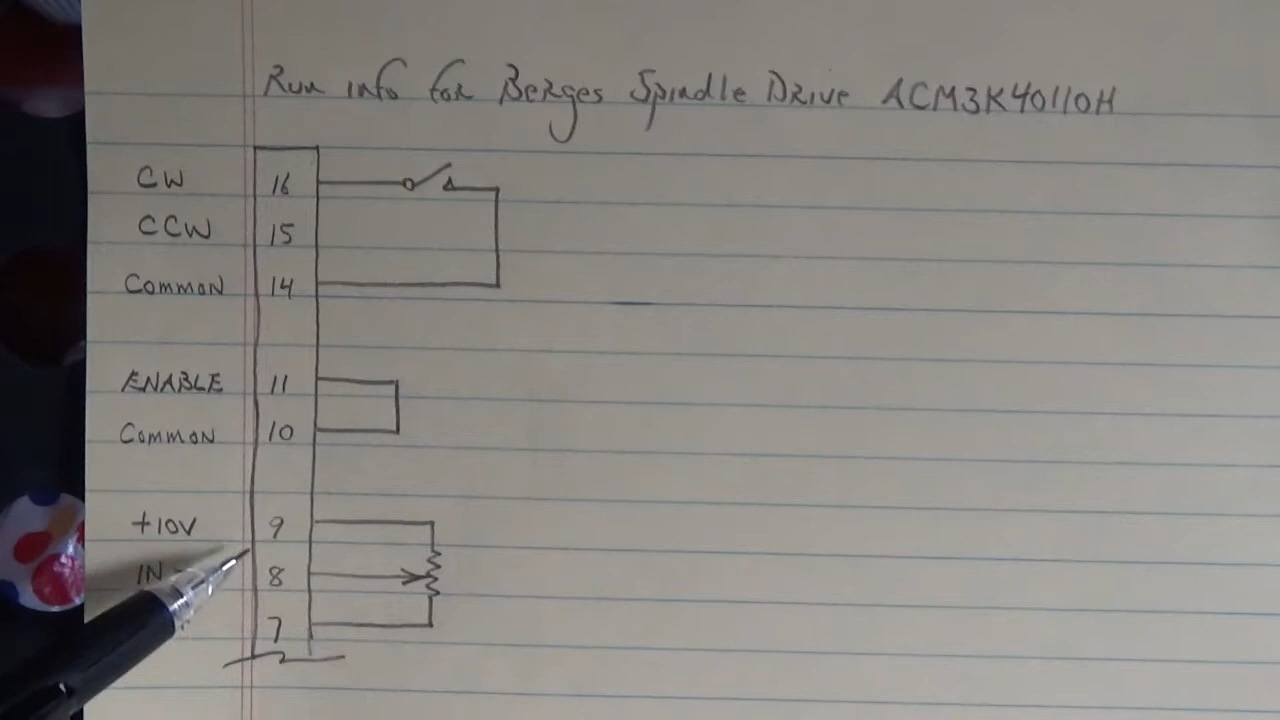 Run info for Berges Spindle Drive ACM3K40110H
CW 16
CCW 15
Common 14
ENABLE 11
Common 10
+10V 9
IN 8
7